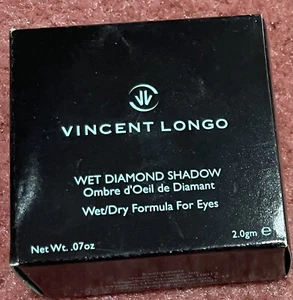 VINCENT LONGO
WET DIAMOND SHADOW
Ombre d'Oeil de Diamant
Wet/Dry Formula For Eyes
Net Wt. .07oz 2.0gm e